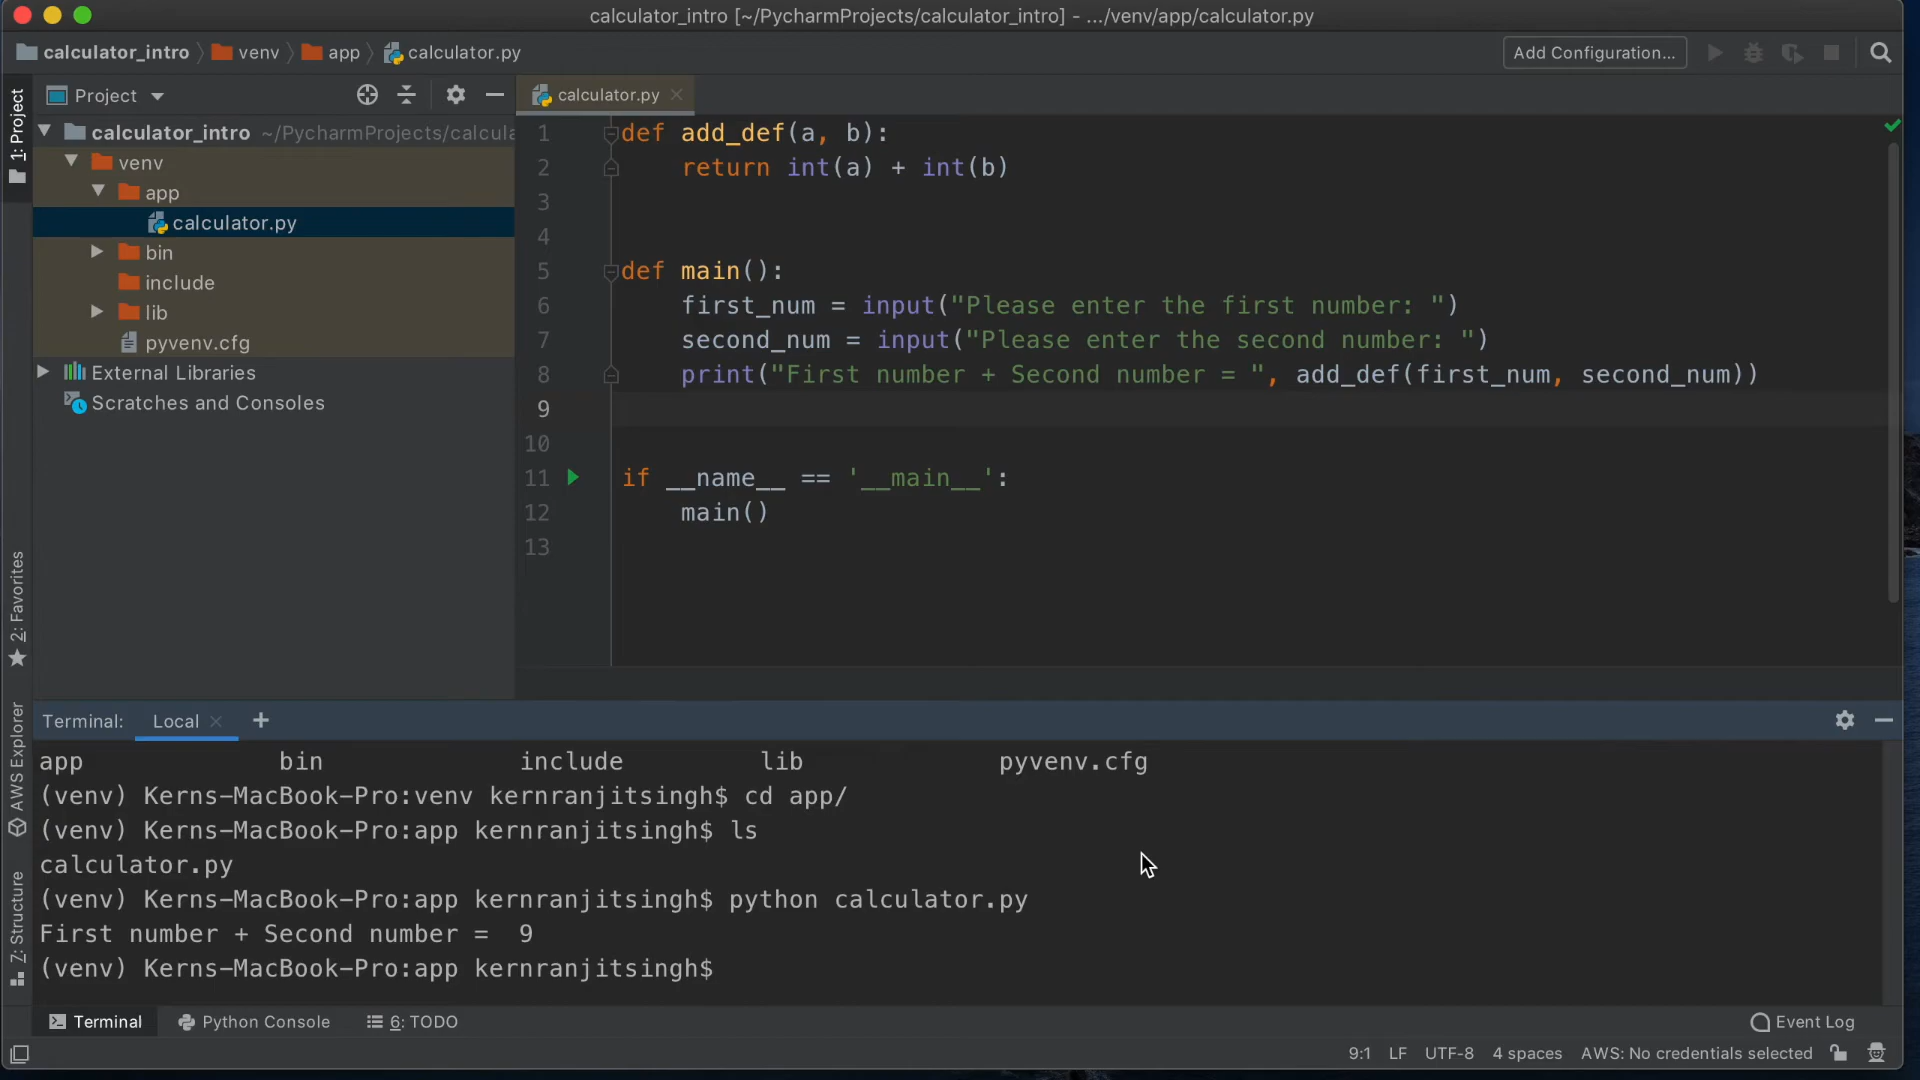 calculator_intro [~/PycharmProjects/calculator_intro] - .../venv/app/calculator.py
calculator_intro venv app calculator.py Add Configuration...
1: Project
Project
calculator.py
calculator_intro ~/PycharmProjects/calcula
venv
app
calculator.py
bin
include
lib
pyvenv.cfg
External Libraries
Scratches and Consoles
1 def add_def(a, b):
2     return int(a) + int(b)
3
4
5 def main():
6     first_num = input("Please enter the first number: ")
7     second_num = input("Please enter the second number: ")
8     print("First number + Second number = ", add_def(first_num, second_num))
9
10
11 if __name__ == '__main__':
12     main()
13
2: Favorites
AWS Explorer
7: Structure
Terminal: Local
app bin include lib pyvenv.cfg
(venv) Kerns-MacBook-Pro:venv kernranjitsingh$ cd app/
(venv) Kerns-MacBook-Pro:app kernranjitsingh$ ls
calculator.py
(venv) Kerns-MacBook-Pro:app kernranjitsingh$ python calculator.py
First number + Second number =  9
(venv) Kerns-MacBook-Pro:app kernranjitsingh$
Terminal Python Console 6: TODO Event Log
9:1 LF UTF-8 4 spaces AWS: No credentials selected